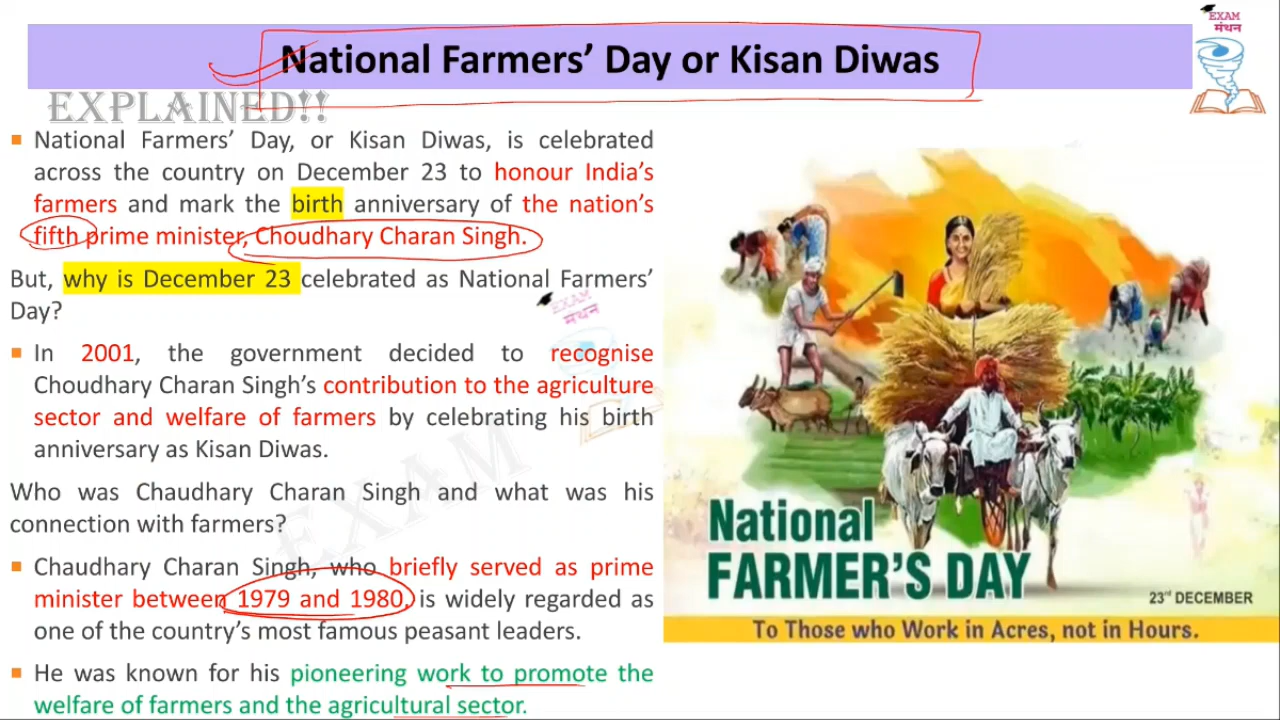 EXAM
मंथन
National Farmers’ Day or Kisan Diwas
EXPLAINED!!
National Farmers’ Day, or Kisan Diwas, is celebrated
across the country on December 23 to honour India’s
farmers and mark the birth anniversary of the nation’s
fifth prime minister, Choudhary Charan Singh.
But, why is December 23 celebrated as National Farmers’
Day?
EXAM
मंथन
In 2001, the government decided to recognise
Choudhary Charan Singh’s contribution to the agriculture
sector and welfare of farmers by celebrating his birth
anniversary as Kisan Diwas.
Who was Chaudhary Charan Singh and what was his
connection with farmers?
Chaudhary Charan Singh, who briefly served as prime
minister between 1979 and 1980, is widely regarded as
one of the country’s most famous peasant leaders.
He was known for his pioneering work to promote the
welfare of farmers and the agricultural sector.
EXAM
National
FARMER'S DAY
23rd DECEMBER
To Those who Work in Acres, not in Hours.